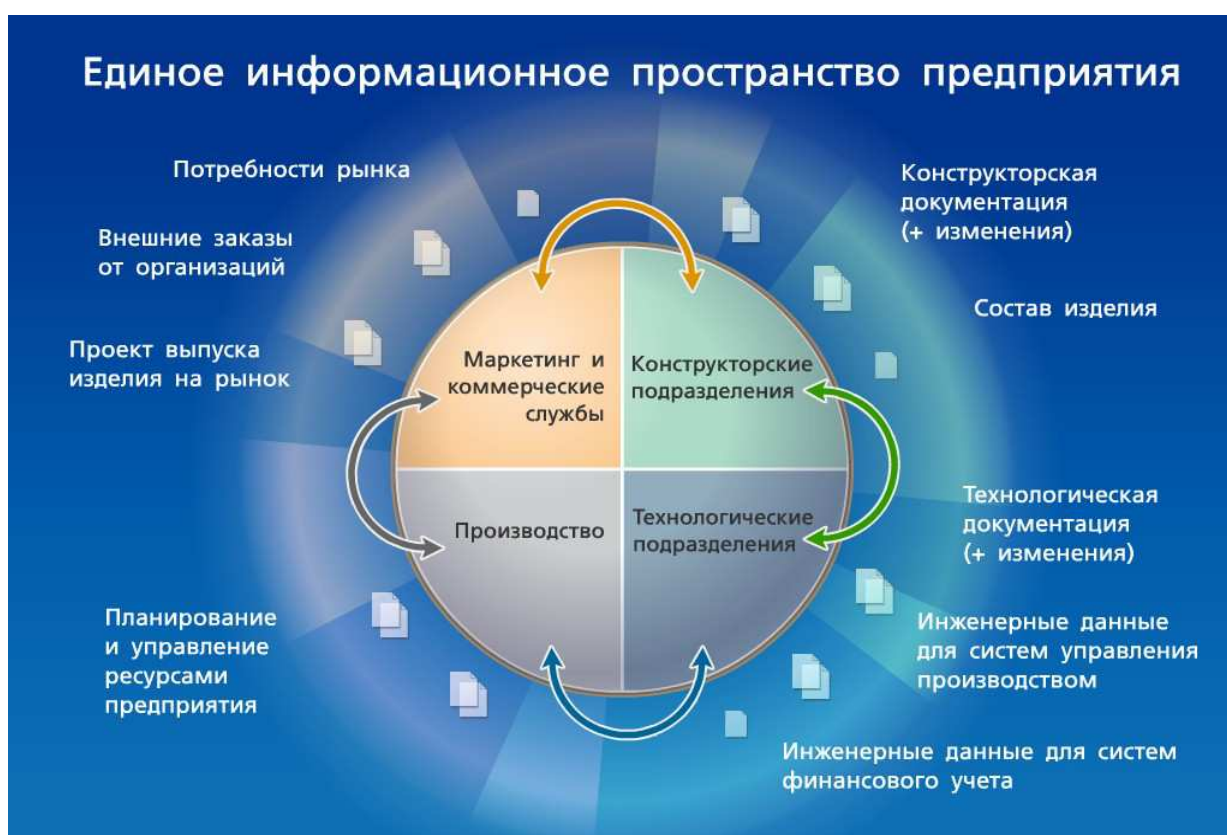 Единое информационное пространство предприятия
Потребности рынка
Внешние заказы
от организаций
Проект выпуска
изделия на рынок
Маркетинг и
коммерческие
службы
Конструкторские
подразделения
Конструкторская
документация
(+ изменения)
Состав изделия
Производство
Технологические
подразделения
Технологическая
документация
(+ изменения)
Планирование
и управление
ресурсами
предприятия
Инженерные данные
для систем управления
производством
Инженерные данные для систем
финансового учета